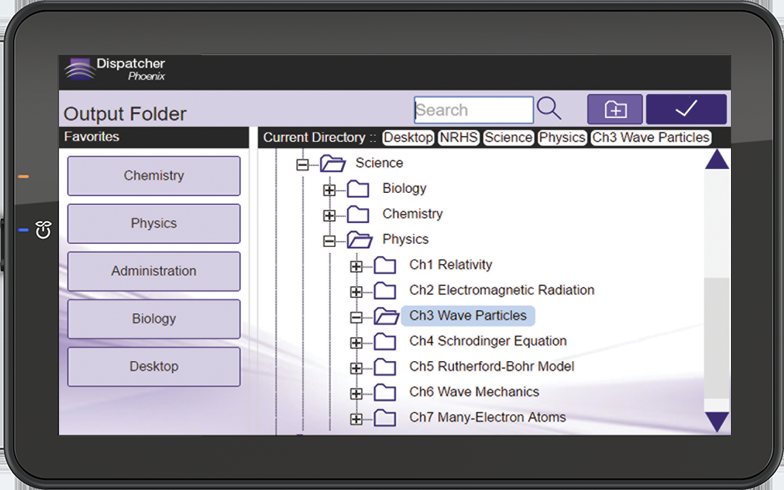 Dispatcher
Phoenix
Output Folder
Search
Favorites
Current Directory :: Desktop NRHS Science Physics Ch3 Wave Particles
Chemistry
Physics
Administration
Biology
Desktop
Science
Biology
Chemistry
Physics
Ch1 Relativity
Ch2 Electromagnetic Radiation
Ch3 Wave Particles
Ch4 Schrodinger Equation
Ch5 Rutherford-Bohr Model
Ch6 Wave Mechanics
Ch7 Many-Electron Atoms